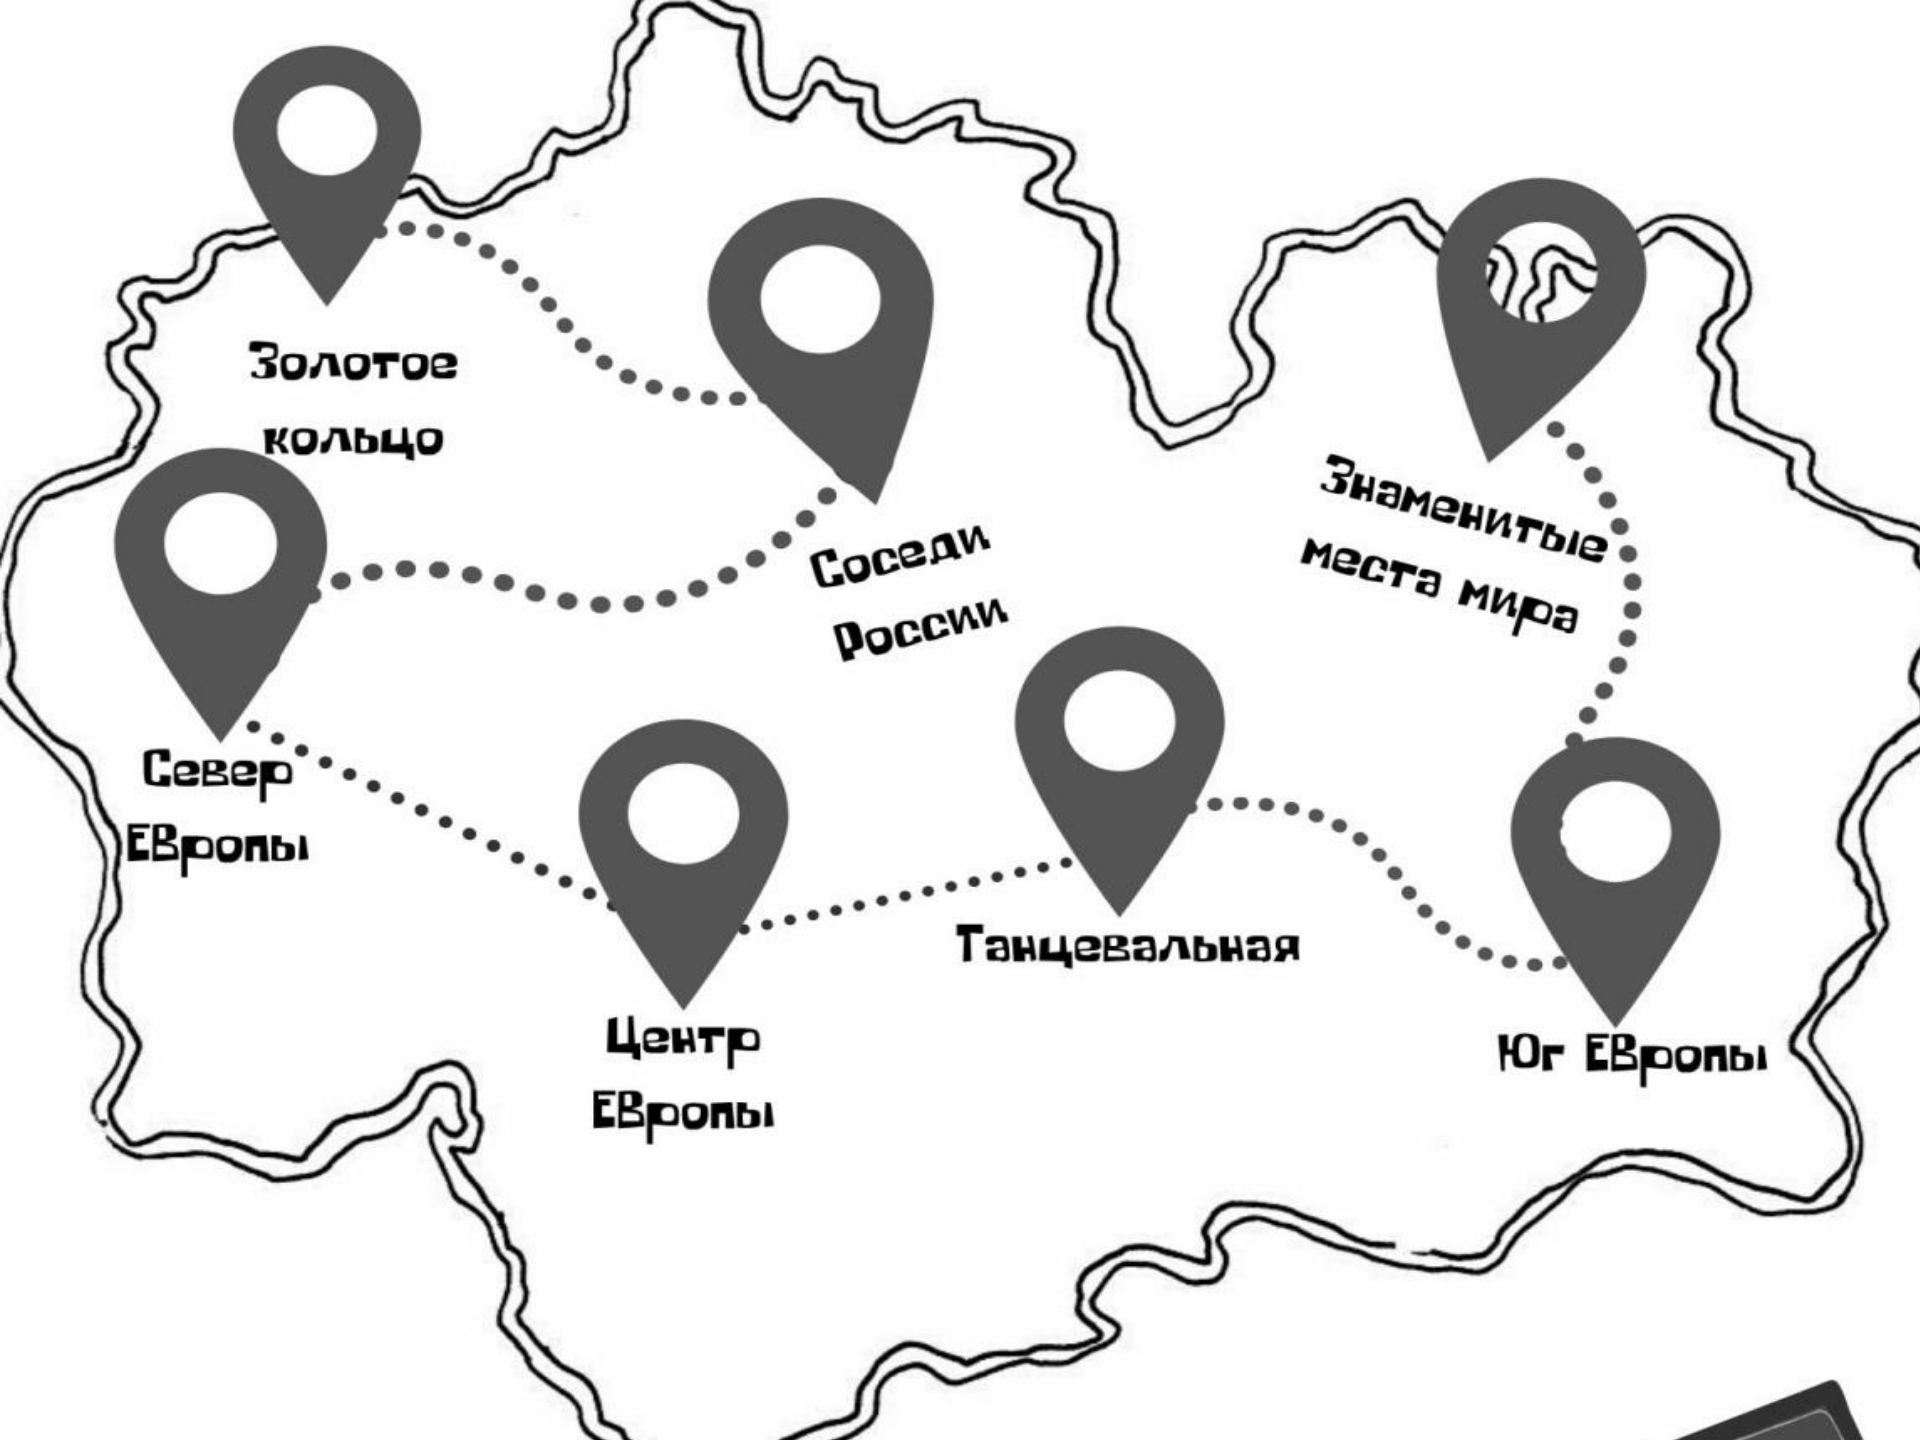 Золотое
кольцо
Соседи
России
Знаменитые
места мира
Север
ЕВропы
Центр
ЕВропы
Танцевальная
Юг ЕВропы